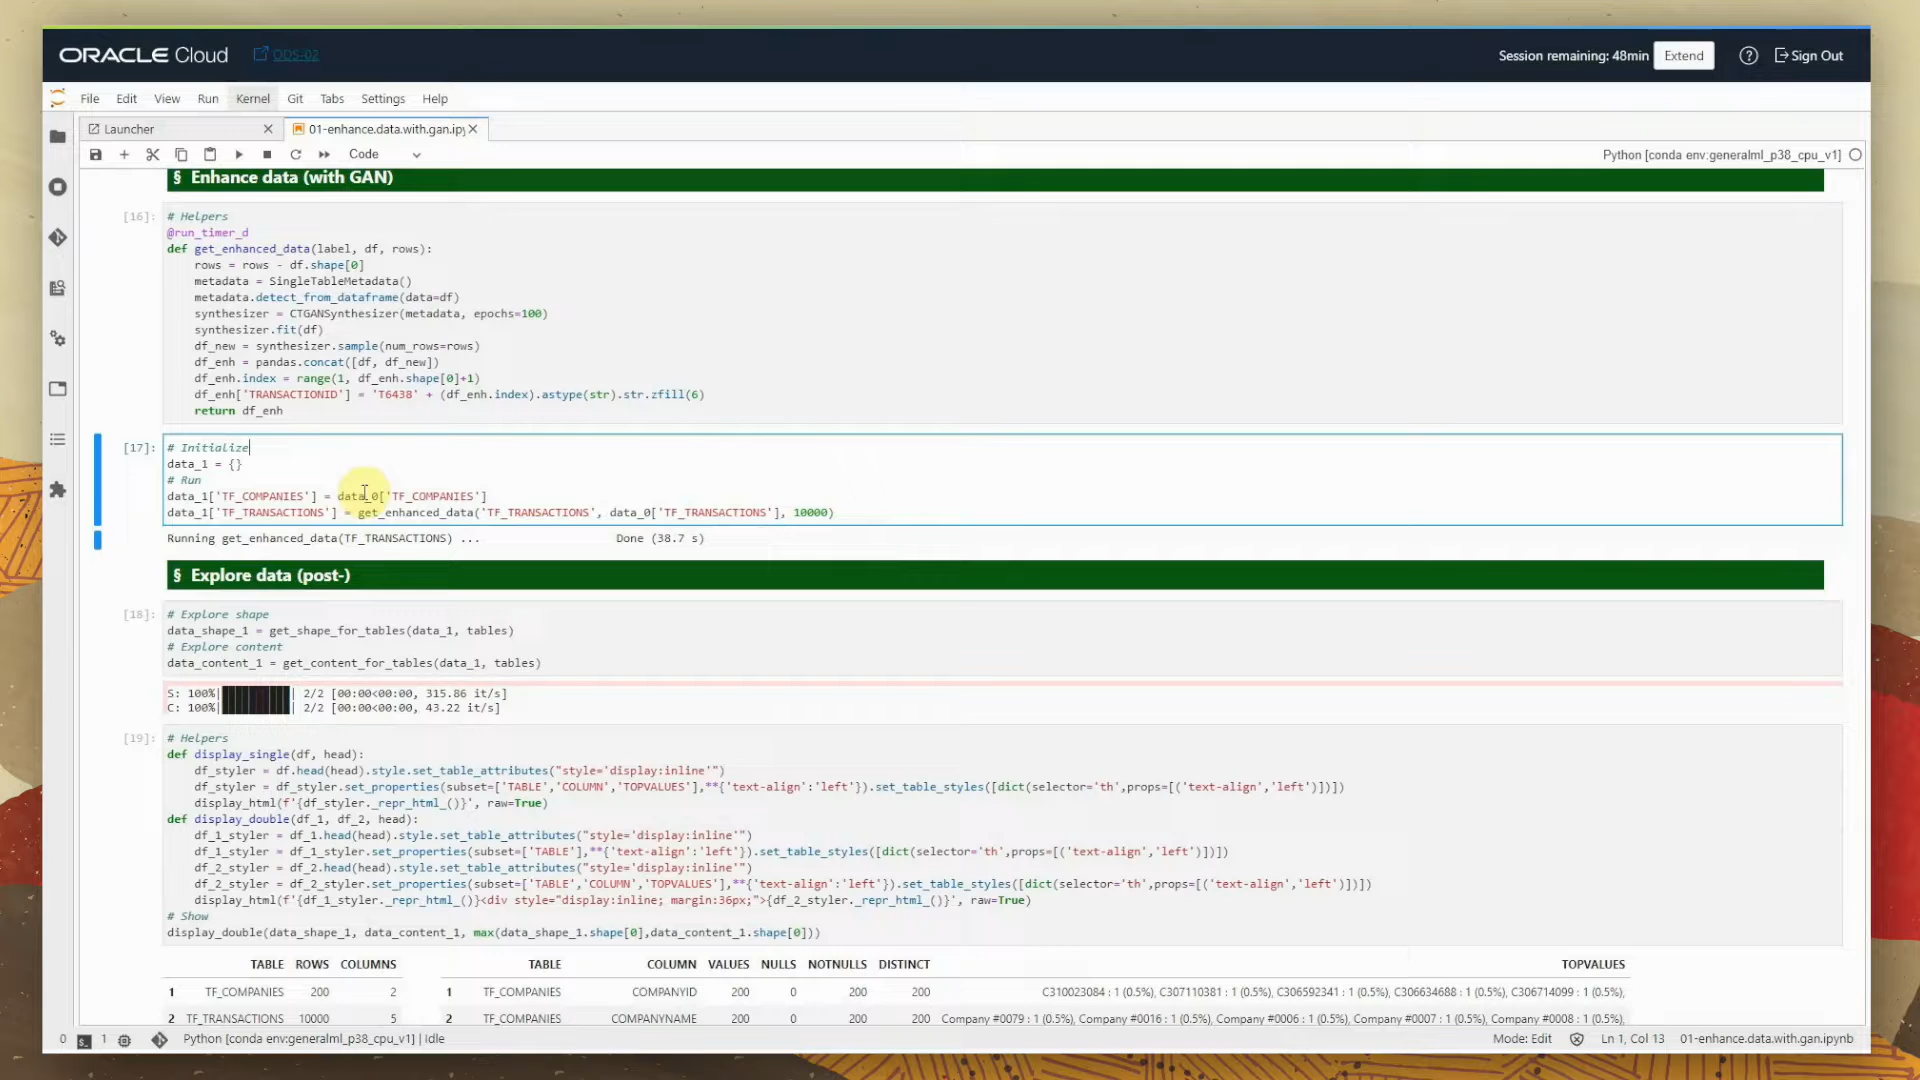 ORACLE Cloud ODS-02 Session remaining: 48min Extend Sign Out
File Edit View Run Kernel Git Tabs Settings Help
Launcher 01-enhance.data.with.gan.ipy
Code Python [conda env:generalml_p38_cpu_v1]
§ Enhance data (with GAN)
[16]: # Helpers
@run_timer_d
def get_enhanced_data(label, df, rows):
rows = rows - df.shape[0]
metadata = SingleTableMetadata()
metadata.detect_from_dataframe(data=df)
synthesizer = CTGANSynthesizer(metadata, epochs=100)
synthesizer.fit(df)
df_new = synthesizer.sample(num_rows=rows)
df_enh = pandas.concat([df, df_new])
df_enh.index = range(1, df_enh.shape[0]+1)
df_enh['TRANSACTIONID'] = 'T6438' + (df_enh.index).astype(str).str.zfill(6)
return df_enh
[17]: # Initialize
data_1 = {}
# Run
data_1['TF_COMPANIES'] = data_0['TF_COMPANIES']
data_1['TF_TRANSACTIONS'] = get_enhanced_data('TF_TRANSACTIONS', data_0['TF_TRANSACTIONS'], 10000)
Running get_enhanced_data(TF_TRANSACTIONS) ... Done (38.7 s)
§ Explore data (post-)
[18]: # Explore shape
data_shape_1 = get_shape_for_tables(data_1, tables)
# Explore content
data_content_1 = get_content_for_tables(data_1, tables)
S: 100%|██████████| 2/2 [00:00<00:00, 315.86 it/s]
C: 100%|██████████| 2/2 [00:00<00:00, 43.22 it/s]
[19]: # Helpers
def display_single(df, head):
df_styler = df.head(head).style.set_table_attributes("style='display:inline'")
df_styler = df_styler.set_properties(subset=['TABLE','COLUMN','TOPVALUES'],**{'text-align':'left'}).set_table_styles([dict(selector='th',props=[('text-align','left')])])
display_html(f'{df_styler._repr_html_()}', raw=True)
def display_double(df_1, df_2, head):
df_1_styler = df_1.head(head).style.set_table_attributes("style='display:inline'")
df_1_styler = df_1_styler.set_properties(subset=['TABLE'],**{'text-align':'left'}).set_table_styles([dict(selector='th',props=[('text-align','left')])])
df_2_styler = df_2.head(head).style.set_table_attributes("style='display:inline'")
df_2_styler = df_2_styler.set_properties(subset=['TABLE','COLUMN','TOPVALUES'],**{'text-align':'left'}).set_table_styles([dict(selector='th',props=[('text-align','left')])])
display_html(f'{df_1_styler._repr_html_()}<div style="display:inline; margin:36px;">{df_2_styler._repr_html_()}', raw=True)
# Show
display_double(data_shape_1, data_content_1, max(data_shape_1.shape[0],data_content_1.shape[0]))
TABLE ROWS COLUMNS TABLE COLUMN VALUES NULLS NOTNULLS DISTINCT TOPVALUES
1 TF_COMPANIES 200 2 1 TF_COMPANIES COMPANYID 200 0 200 200 C310023084 : 1 (0.5%), C307110381 : 1 (0.5%), C306592341 : 1 (0.5%), C306634688 : 1 (0.5%), C306714099 : 1 (0.5%),
2 TF_TRANSACTIONS 10000 5 2 TF_COMPANIES COMPANYNAME 200 0 200 200 Company #0079 : 1 (0.5%), Company #0016 : 1 (0.5%), Company #0006 : 1 (0.5%), Company #0007 : 1 (0.5%), Company #0008 : 1 (0.5%),
0 1 Python [conda env:generalml_p38_cpu_v1] | Idle Mode: Edit Ln 1, Col 13 01-enhance.data.with.gan.ipynb